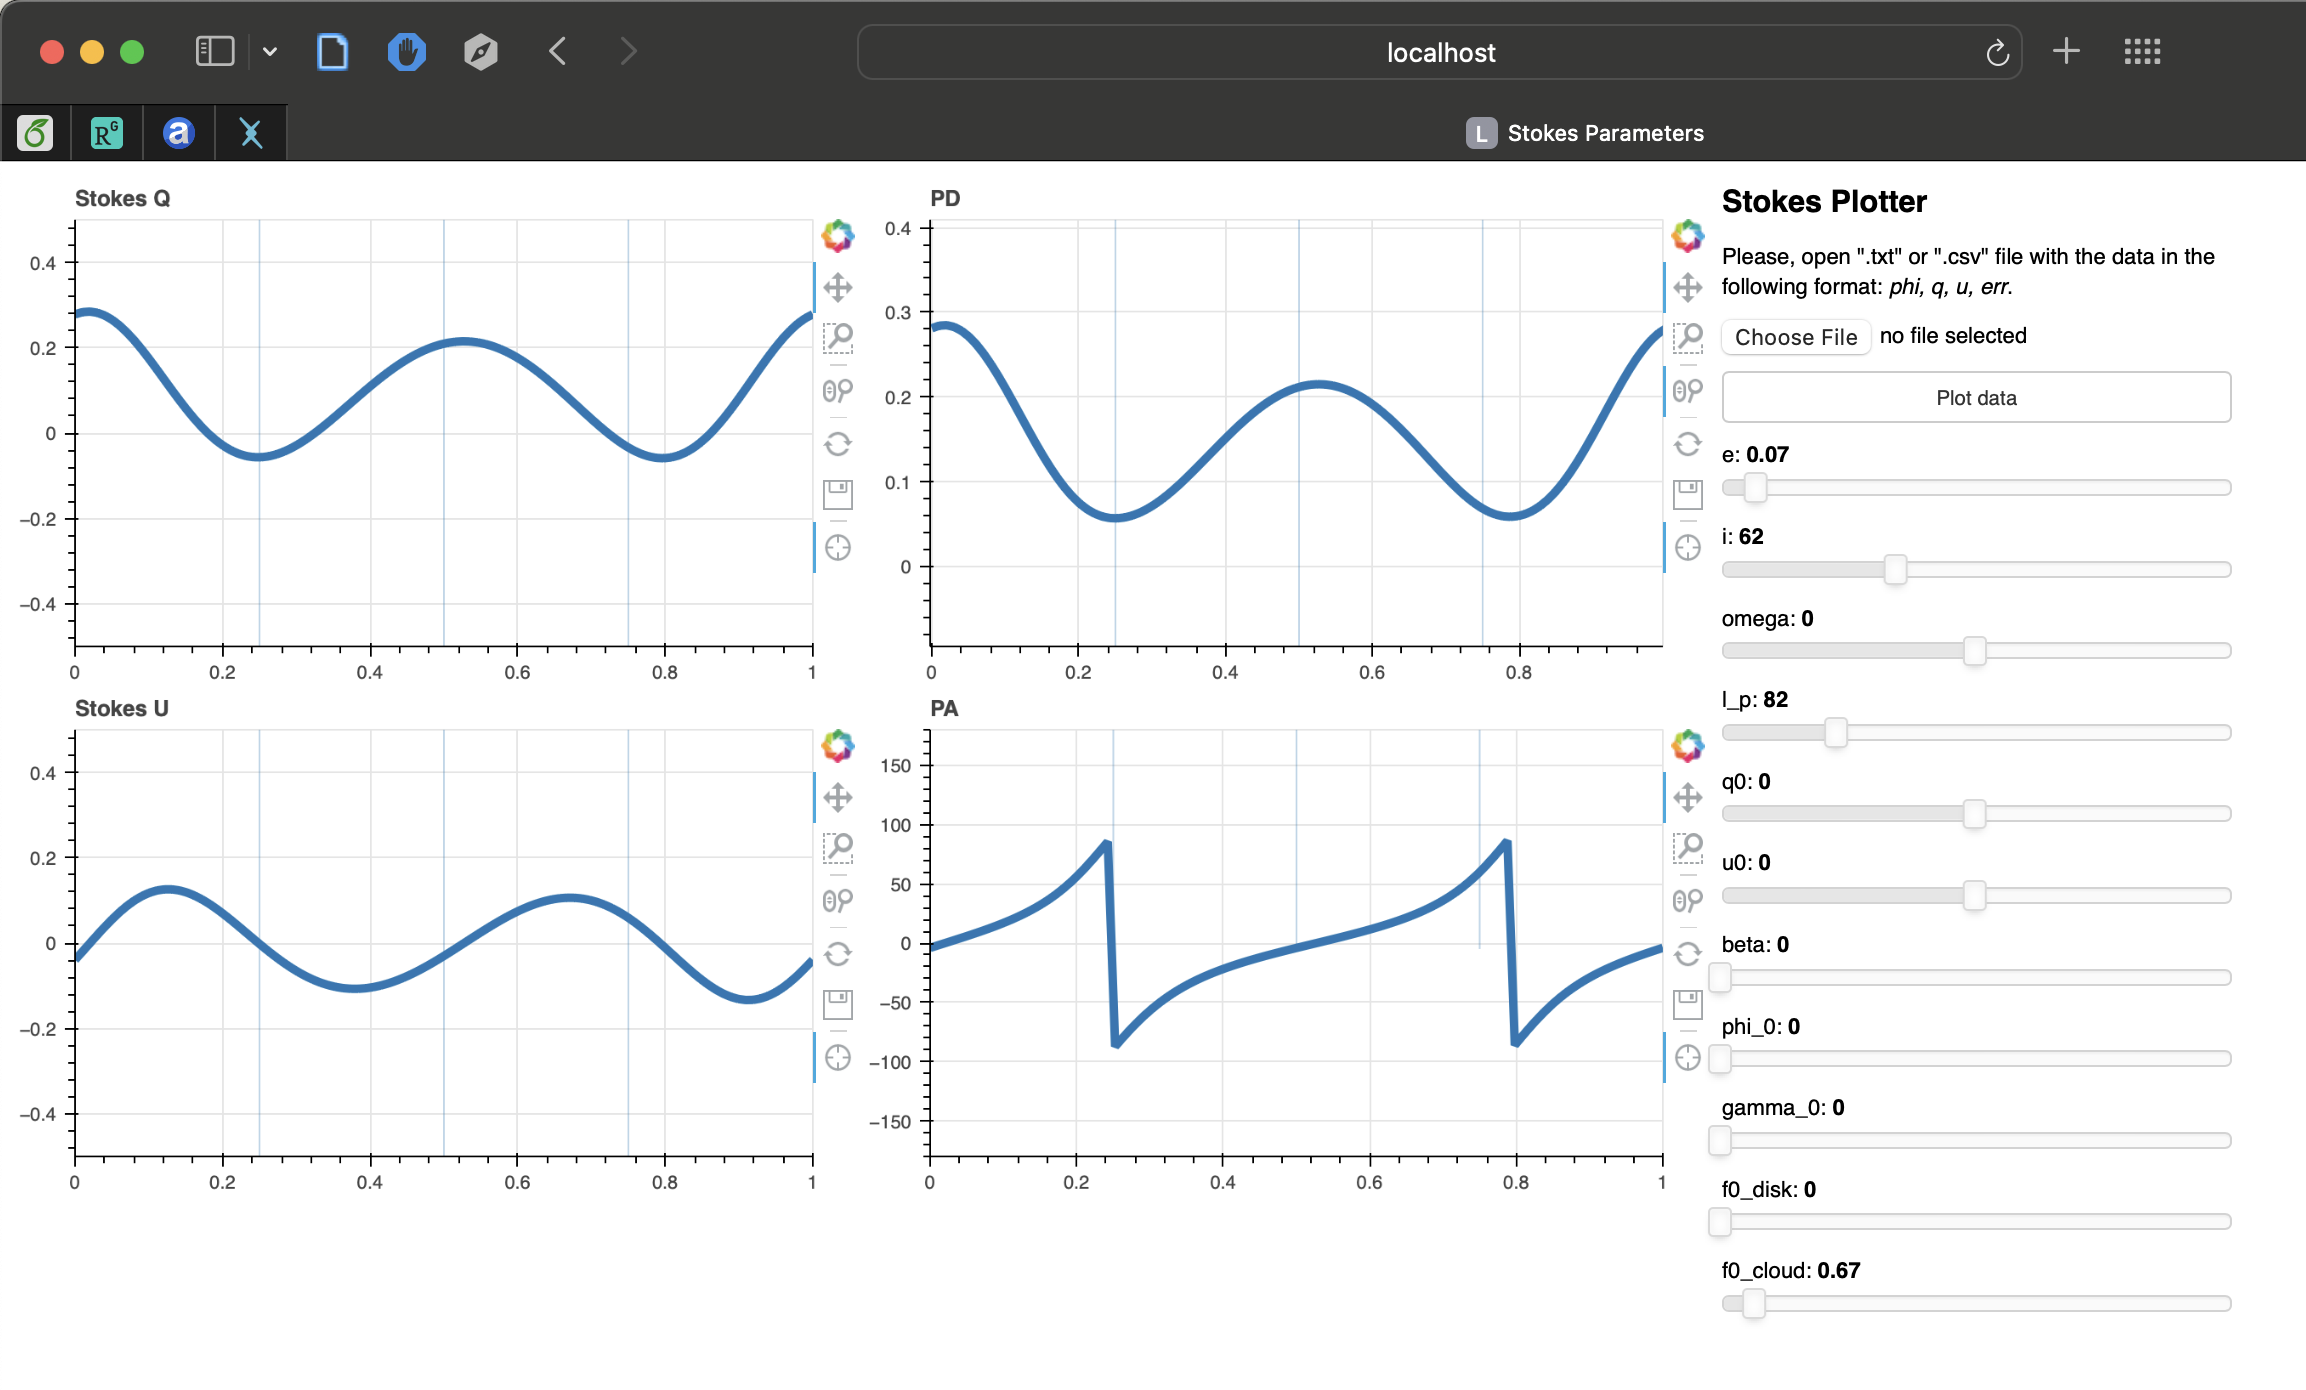 localhost
L Stokes Parameters
Stokes Q
0.4
0.2
0
−0.2
−0.4
0 0.2 0.4 0.6 0.8 1
PD
0.4
0.3
0.2
0.1
0
0 0.2 0.4 0.6 0.8
Stokes U
0.4
0.2
0
−0.2
−0.4
0 0.2 0.4 0.6 0.8 1
PA
150
100
50
0
−50
−100
−150
0 0.2 0.4 0.6 0.8 1
Stokes Plotter
Please, open ".txt" or ".csv" file with the data in the
following format: phi, q, u, err.
Choose File no file selected
Plot data
e: 0.07
i: 62
omega: 0
l_p: 82
q0: 0
u0: 0
beta: 0
phi_0: 0
gamma_0: 0
f0_disk: 0
f0_cloud: 0.67